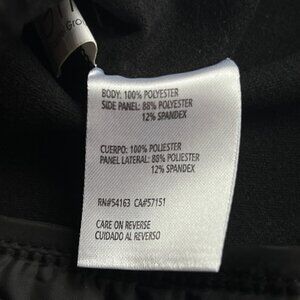 Gro
BODY: 100% POLYESTER
SIDE PANEL: 88% POLYESTER
12% SPANDEX
CUERPO: 100% POLIESTER
PANEL LATERAL: 88% POLIESTER
12% SPANDEX
RN#54163 CA#57151
CARE ON REVERSE
CUIDADO AL REVERSO